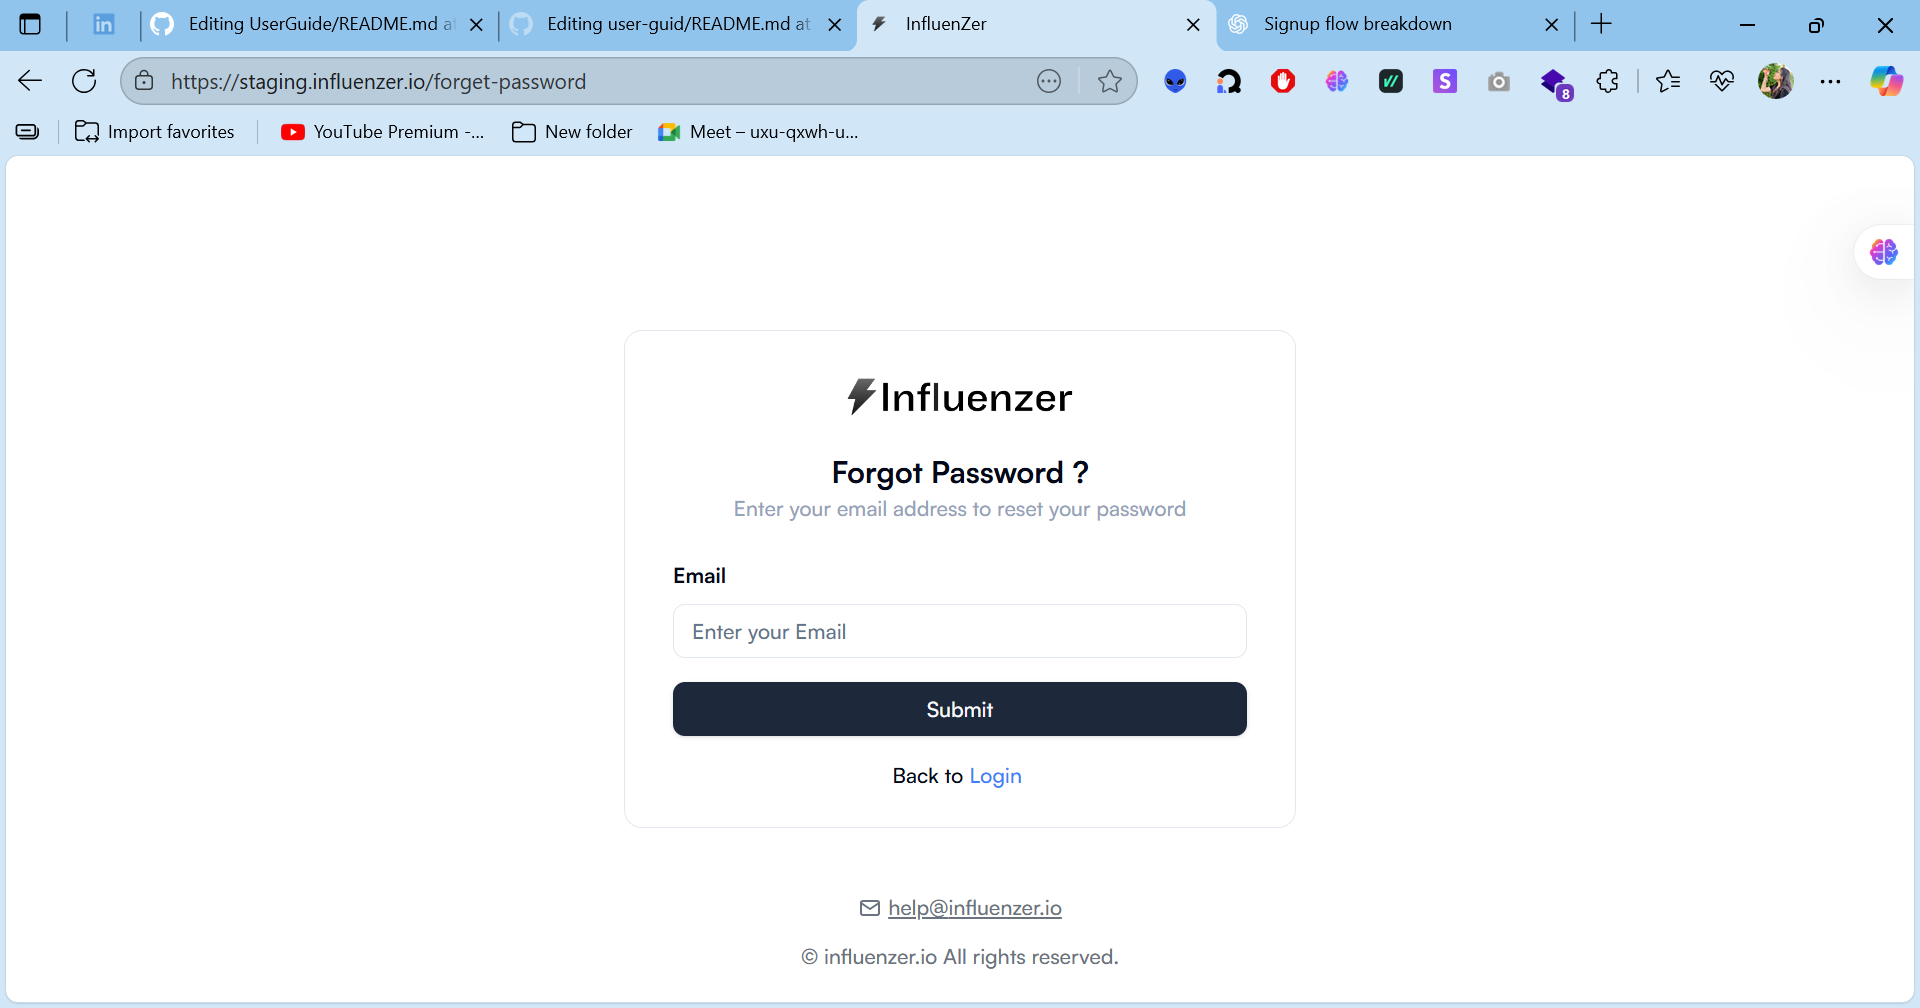 Editing UserGuide/README.md at
Editing user-guid/README.md at
InfluenZer
Signup flow breakdown
https://staging.influenzer.io/forget-password
8
Import favorites
YouTube Premium -...
New folder
Meet – uxu-qxwh-u...
Influenzer
Forgot Password ?
Enter your email address to reset your password
Email
Enter your Email
Submit
Back to Login
help@influenzer.io
© influenzer.io All rights reserved.